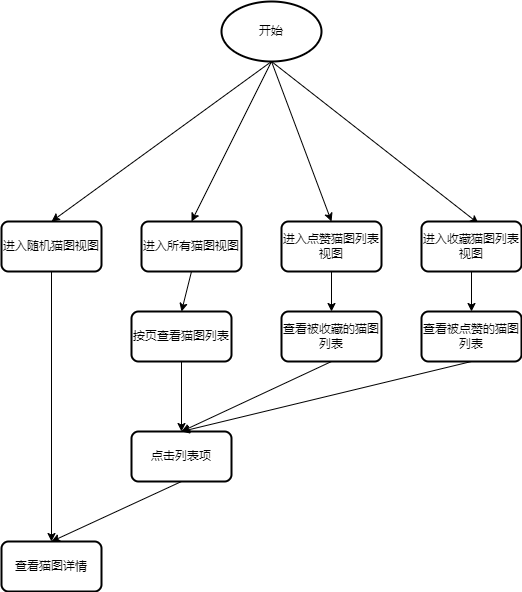 开始
进入随机猫图视图
进入所有猫图视图
进入点赞猫图列表
视图
进入收藏猫图列表
视图
按页查看猫图列表
查看被收藏的猫图
列表
查看被点赞的猫图
列表
点击列表项
查看猫图详情